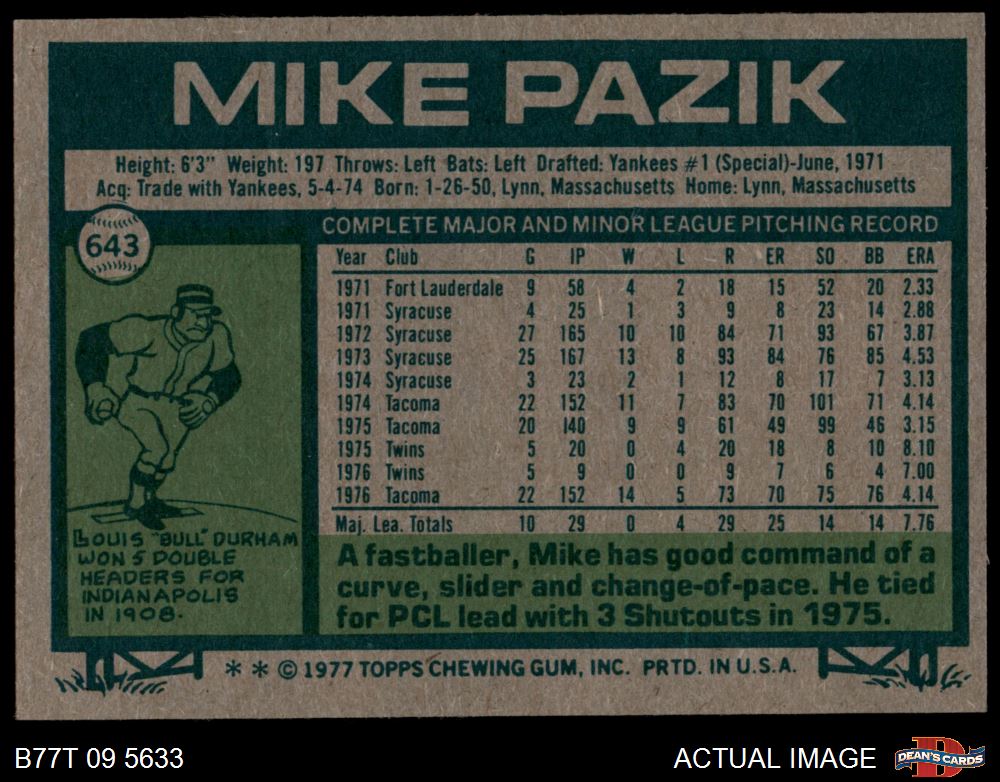 MIKE PAZIK
Height: 6'3" Weight: 197 Throws: Left Bats: Left Drafted: Yankees #1 (Special)-June, 1971
Acq: Trade with Yankees, 5-4-74 Born: 1-26-50, Lynn, Massachusetts Home: Lynn, Massachusetts
643
COMPLETE MAJOR AND MINOR LEAGUE PITCHING RECORD
Year Club G IP W L R ER SO BB ERA
1971 Fort Lauderdale 9 58 4 2 18 15 52 20 2.33
1971 Syracuse 4 25 1 3 9 8 23 14 2.88
1972 Syracuse 27 165 10 10 84 71 93 67 3.87
1973 Syracuse 25 167 13 8 93 84 76 85 4.53
1974 Syracuse 3 23 2 1 12 8 17 7 3.13
1974 Tacoma 22 152 11 7 83 70 101 71 4.14
1975 Tacoma 20 140 9 9 61 49 99 46 3.15
1975 Twins 5 20 0 4 20 18 8 10 8.10
1976 Twins 5 9 0 0 9 7 6 4 7.00
1976 Tacoma 22 152 14 5 73 70 75 76 4.14
Maj. Lea. Totals 10 29 0 4 29 25 14 14 7.76
LOUIS "BULL" DURHAM
WON 5 DOUBLE
HEADERS FOR
INDIANAPOLIS
IN 1908.
A fastballer, Mike has good command of a
curve, slider and change-of-pace. He tied
for PCL lead with 3 Shutouts in 1975.
* * © 1977 TOPPS CHEWING GUM, INC. PRTD. IN U.S.A.
B77T 09 5633
ACTUAL IMAGE
D
DEAN'S CARDS